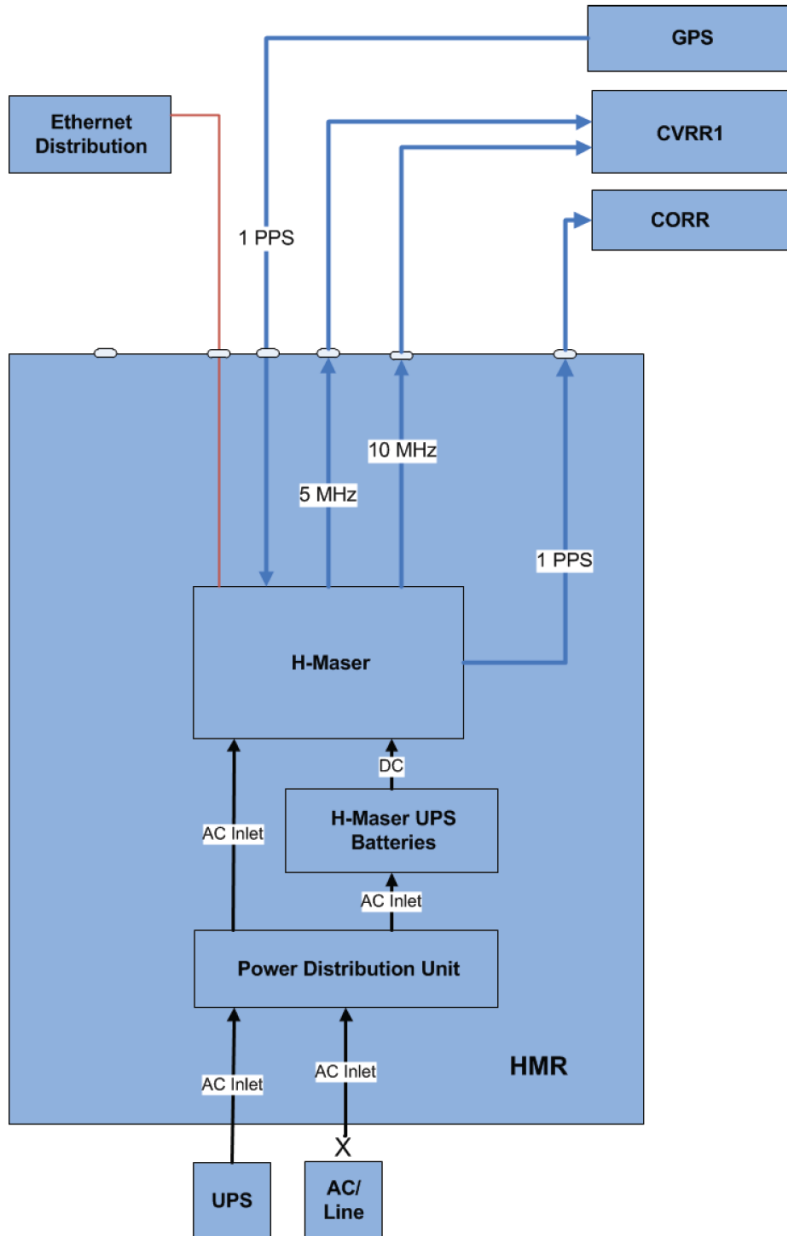 GPS
Ethernet
Distribution
CVRR1
CORR
1 PPS
10 MHz
5 MHz
1 PPS
H-Maser
DC
H-Maser UPS
Batteries
AC Inlet
AC Inlet
Power Distribution Unit
HMR
AC Inlet
AC Inlet
X
UPS
AC/
Line